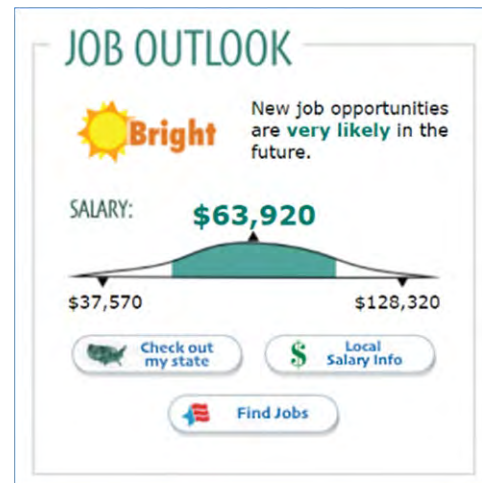 JOB OUTLOOK
Bright
New job opportunities
are very likely in the
future.
SALARY:
$63,920
$37,570
$128,320
Check out
my state
Local
Salary Info
Find Jobs